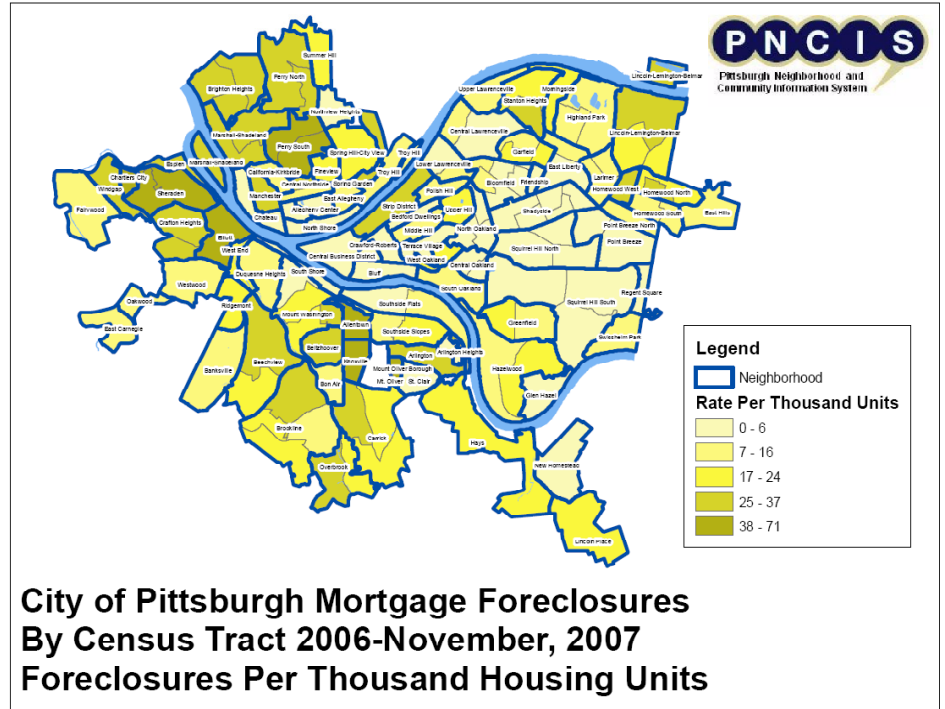 PNCIS
Pittsburgh Neighborhood and
Community Information System
Summer Hill
Perry North
Brighton Heights
Lincoln-Lemington-Belmar
Upper Lawrenceville
Morningside
Stanton Heights
Northview Heights
Highland Park
Marshall-Shadeland
Perry South
Central Lawrenceville
Lincoln-Lemington-Belmar
Spring Hill-City View
Troy Hill
Garfield
Esplen
Marshall-Shadeland
Lower Lawrenceville
East Liberty
California-Kirkbride
Fineview
Troy Hill
Larimer
Chartiers City
Central Northside
Spring Garden
Bloomfield
Friendship
Windgap
Sheraden
Manchester
East Allegheny
Polish Hill
Homewood West
Homewood North
Fairywood
Allegheny Center
Strip District
Upper Hill
Shadyside
Homewood South
East Hills
Chateau
Bedford Dwellings
Crafton Heights
North Shore
Middle Hill
North Oakland
Point Breeze North
Elliott
Crawford-Roberts
Terrace Village
Squirrel Hill North
Point Breeze
West End
Central Business District
West Oakland
Central Oakland
Duquesne Heights
South Shore
Bluff
Westwood
South Oakland
Regent Square
Oakwood
Ridgemont
Southside Flats
Squirrel Hill South
Mount Washington
Allentown
Greenfield
Swisshelm Park
East Carnegie
Southside Slopes
Beltzhoover
Arlington
Arlington Heights
Banksville
Beechview
Knoxville
Mount Oliver Borough
Hazelwood
Bon Air
Mt. Oliver
St. Clair
Glen Hazel
Brookline
Carrick
Hays
Overbrook
New Homestead
Lincoln Place
Legend
Neighborhood
Rate Per Thousand Units
0 - 6
7 - 16
17 - 24
25 - 37
38 - 71
City of Pittsburgh Mortgage Foreclosures
By Census Tract 2006-November, 2007
Foreclosures Per Thousand Housing Units